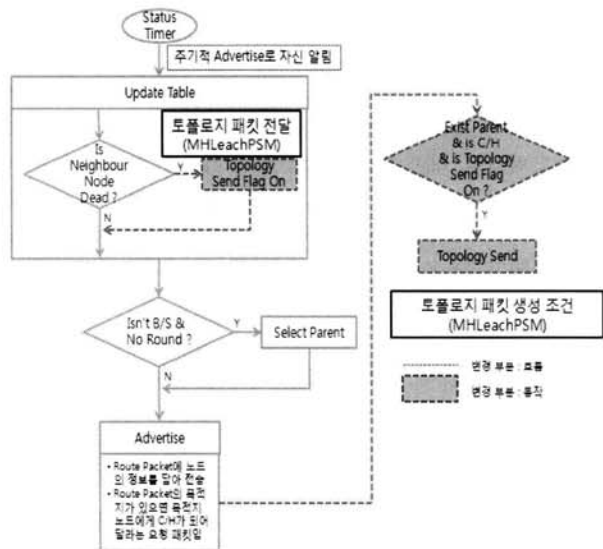 Status
Timer
주기적 Advertise로 자신 알림
Update Table
토폴로지 패킷 전달
(MHLeachPSM)
Is
Neighbour
Node
Dead ?
Y
Topology
Send Flag On
N
Isn't B/S &
No Round ?
Y
Select Parent
N
Advertise
• Route Packet에 노드
의 정보를 담아 전송
• Route Packet의 목적
지가 있으면 목적지
노드에게 C/H가 되어
달라는 요청 패킷임
Exist Parent
& is C/H
& is Topology
Send Flag
On ?
Y
Topology Send
토폴로지 패킷 생성 조건
(MHLeachPSM)
변경 부분 : 흐름
변경 부분 : 동작